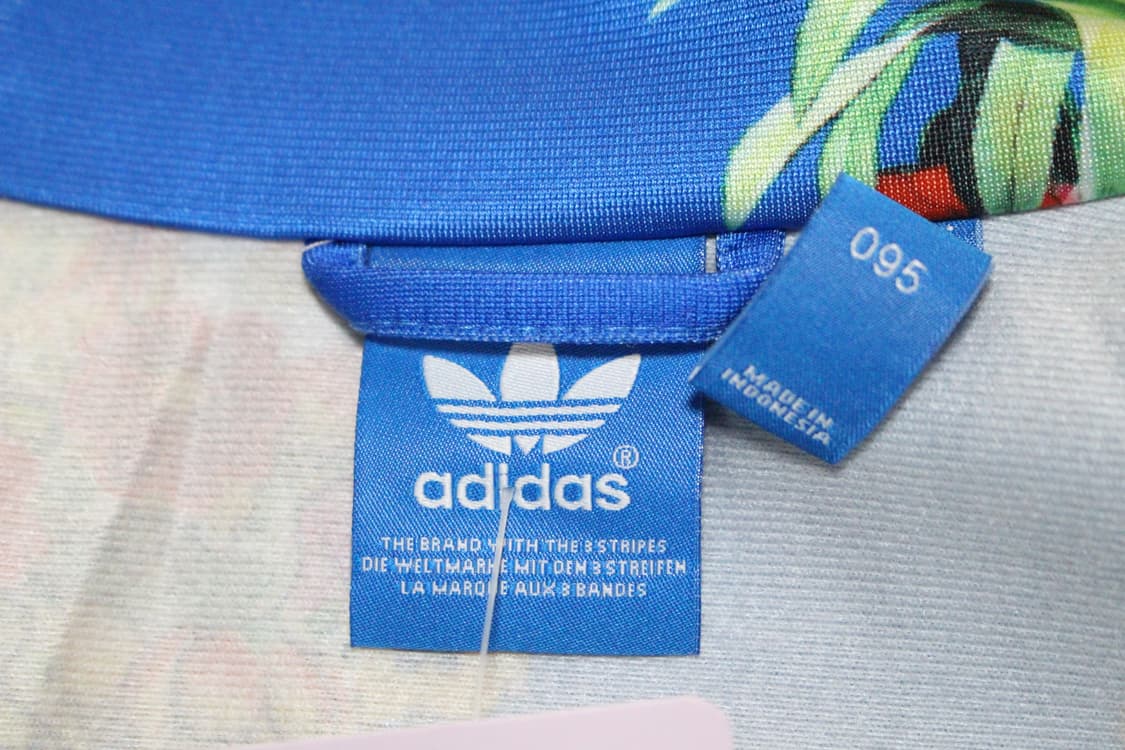 095
MADE IN
INDONESIA
adidas®
THE BRAND WITH THE 3 STRIPES
DIE WELTMARKE MIT DEN 3 STREIFEN
LA MARQUE AUX 3 BANDES